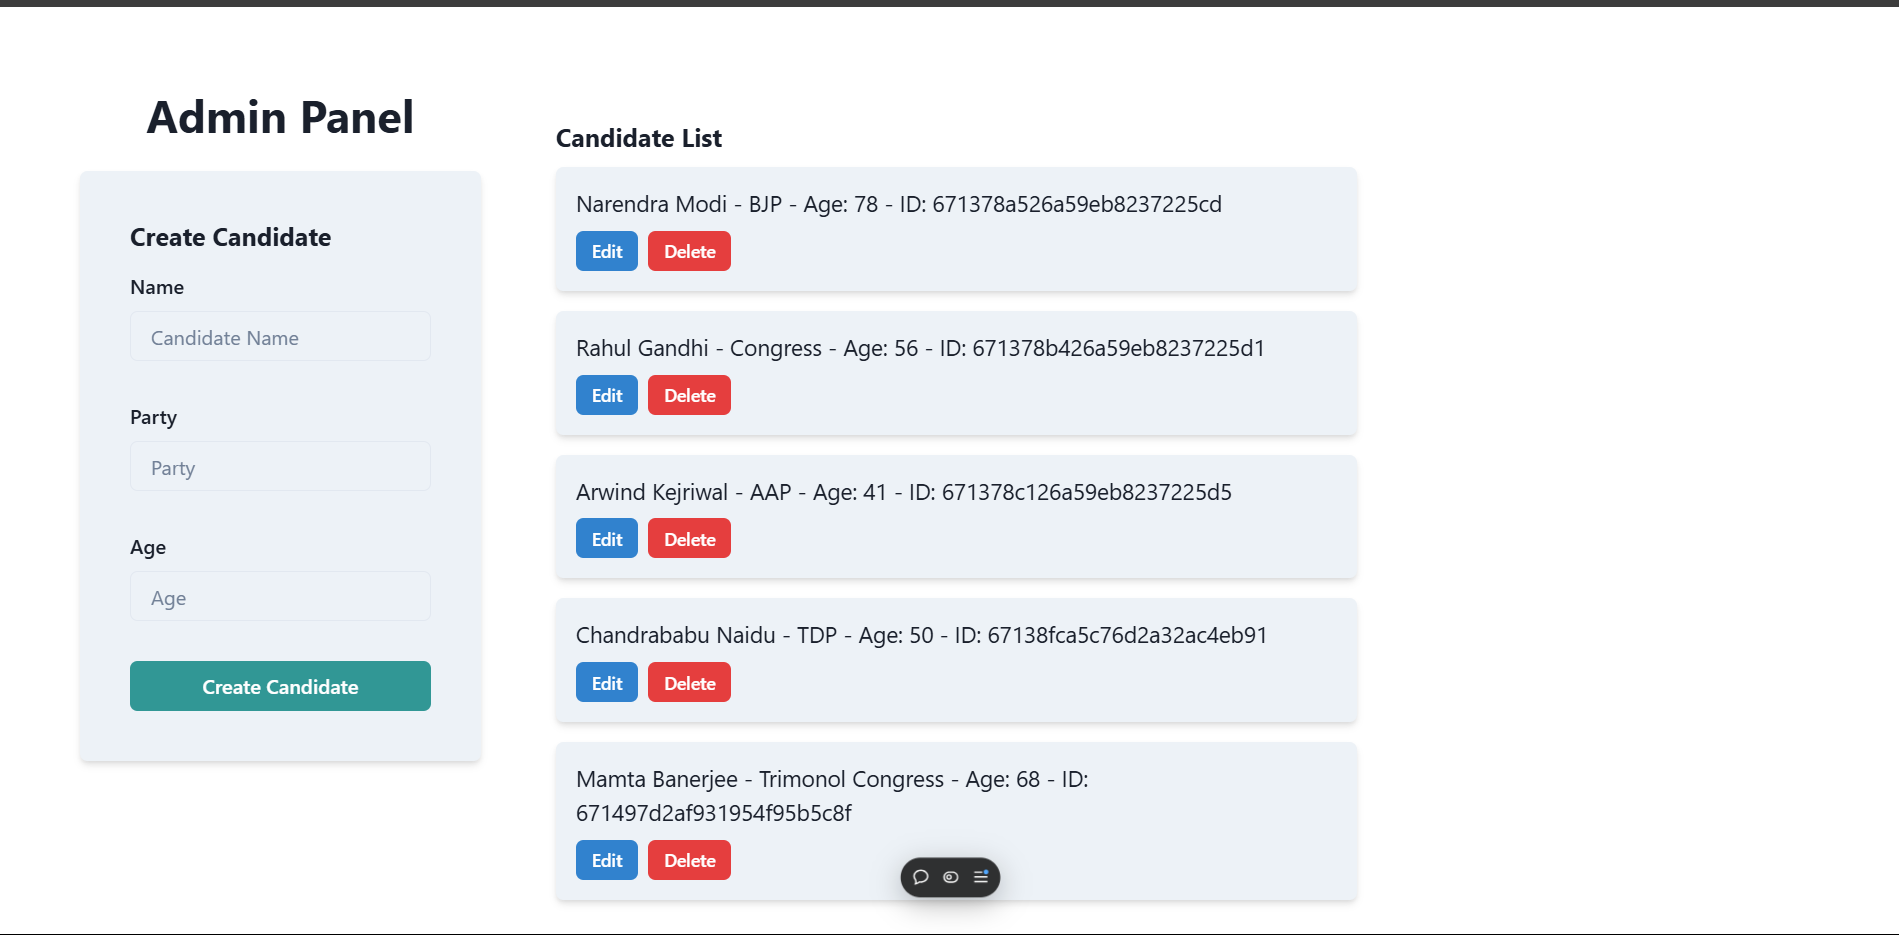 Admin Panel
Create Candidate
Name
Candidate Name
Party
Party
Age
Age
Create Candidate
Candidate List
Narendra Modi - BJP - Age: 78 - ID: 671378a526a59eb8237225cd
Edit Delete
Rahul Gandhi - Congress - Age: 56 - ID: 671378b426a59eb8237225d1
Edit Delete
Arwind Kejriwal - AAP - Age: 41 - ID: 671378c126a59eb8237225d5
Edit Delete
Chandrababu Naidu - TDP - Age: 50 - ID: 67138fca5c76d2a32ac4eb91
Edit Delete
Mamta Banerjee - Trimonol Congress - Age: 68 - ID:
671497d2af931954f95b5c8f
Edit Delete